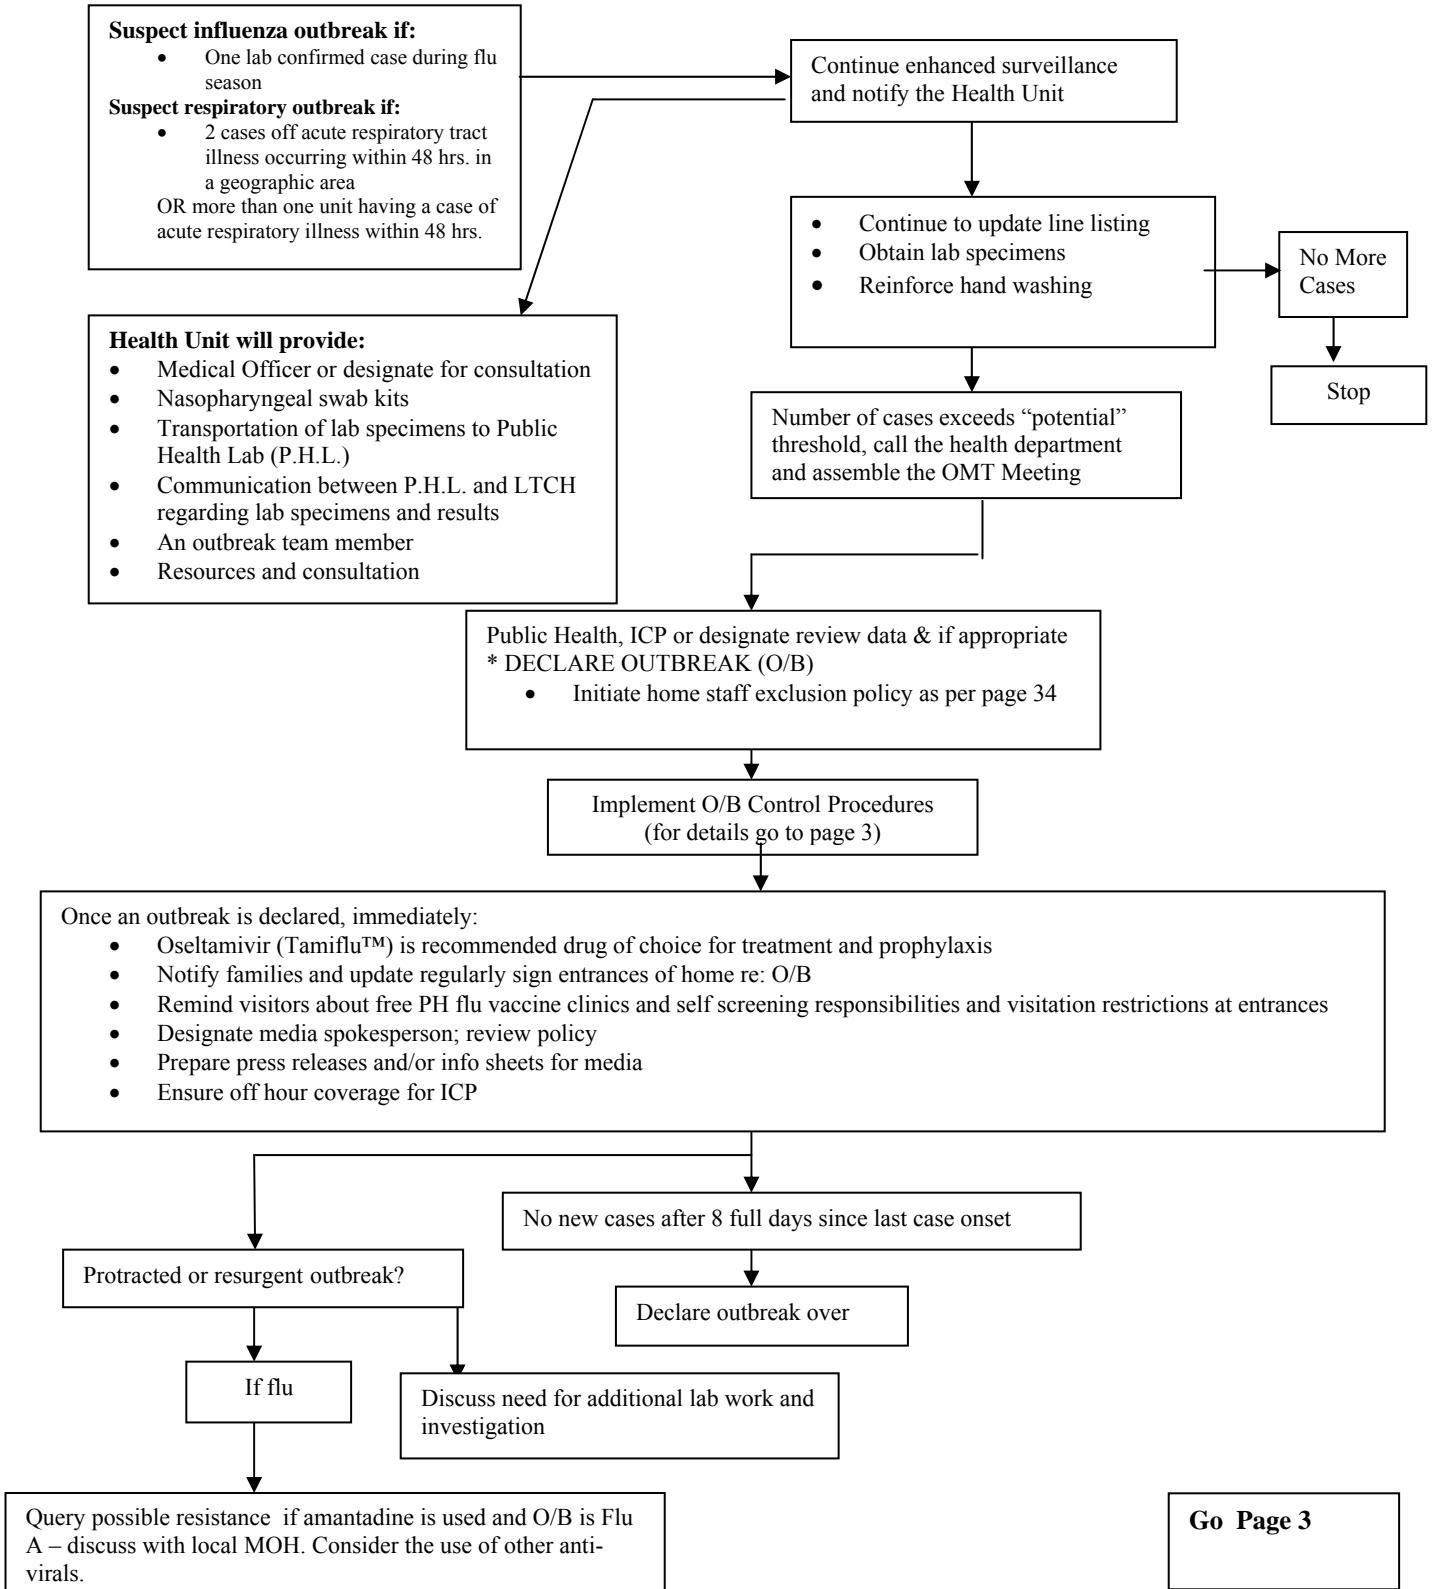 Suspect influenza outbreak if:
• One lab confirmed case during flu
season
Suspect respiratory outbreak if:
• 2 cases off acute respiratory tract
illness occurring within 48 hrs. in
a geographic area
OR more than one unit having a case of
acute respiratory illness within 48 hrs.
Continue enhanced surveillance
and notify the Health Unit
• Continue to update line listing
• Obtain lab specimens
• Reinforce hand washing
No More
Cases
Stop
Health Unit will provide:
• Medical Officer or designate for consultation
• Nasopharyngeal swab kits
• Transportation of lab specimens to Public
Health Lab (P.H.L.)
• Communication between P.H.L. and LTCH
regarding lab specimens and results
• An outbreak team member
• Resources and consultation
Number of cases exceeds “potential”
threshold, call the health department
and assemble the OMT Meeting
Public Health, ICP or designate review data & if appropriate
* DECLARE OUTBREAK (O/B)
• Initiate home staff exclusion policy as per page 34
Implement O/B Control Procedures
(for details go to page 3)
Once an outbreak is declared, immediately:
• Oseltamivir (Tamiflu™) is recommended drug of choice for treatment and prophylaxis
• Notify families and update regularly sign entrances of home re: O/B
• Remind visitors about free PH flu vaccine clinics and self screening responsibilities and visitation restrictions at entrances
• Designate media spokesperson; review policy
• Prepare press releases and/or info sheets for media
• Ensure off hour coverage for ICP
No new cases after 8 full days since last case onset
Protracted or resurgent outbreak?
Declare outbreak over
If flu
Discuss need for additional lab work and
investigation
Query possible resistance  if amantadine is used and O/B is Flu
A – discuss with local MOH. Consider the use of other anti-
virals.
Go  Page 3